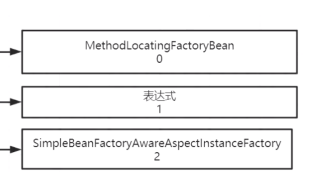 MethodLocatingFactoryBean
0
表达式
1
SimpleBeanFactoryAwareAspectInstanceFactory
2